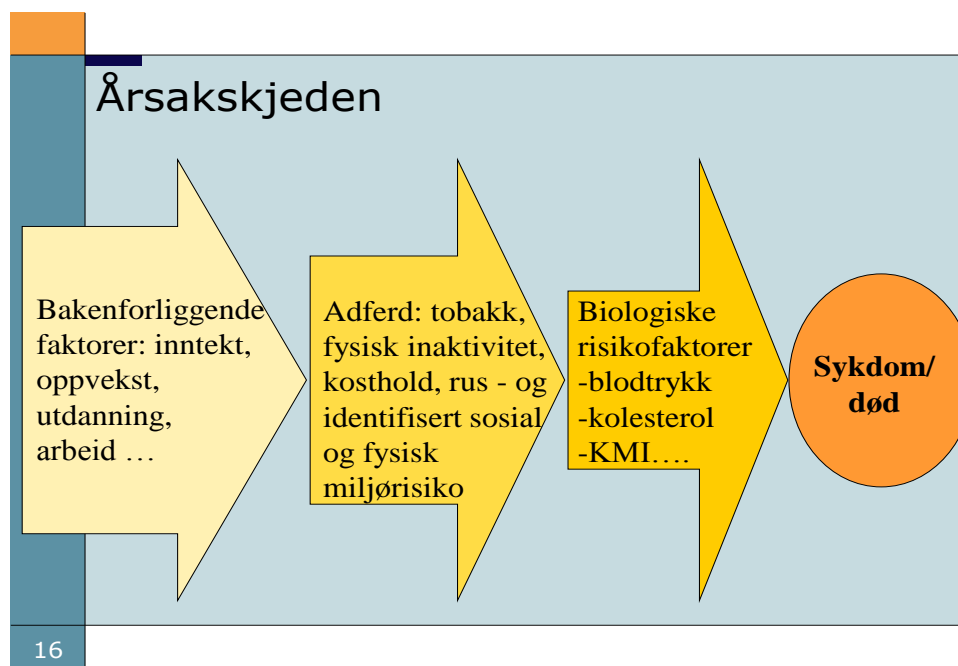 Årsakskjeden
Bakenforliggende
faktorer: inntekt,
oppvekst,
utdanning,
arbeid …
Adferd: tobakk,
fysisk inaktivitet,
kosthold, rus - og
identifisert sosial
og fysisk
miljørisiko
Biologiske
risikofaktorer
-blodtrykk
-kolesterol
-KMI….
Sykdom/
død
16